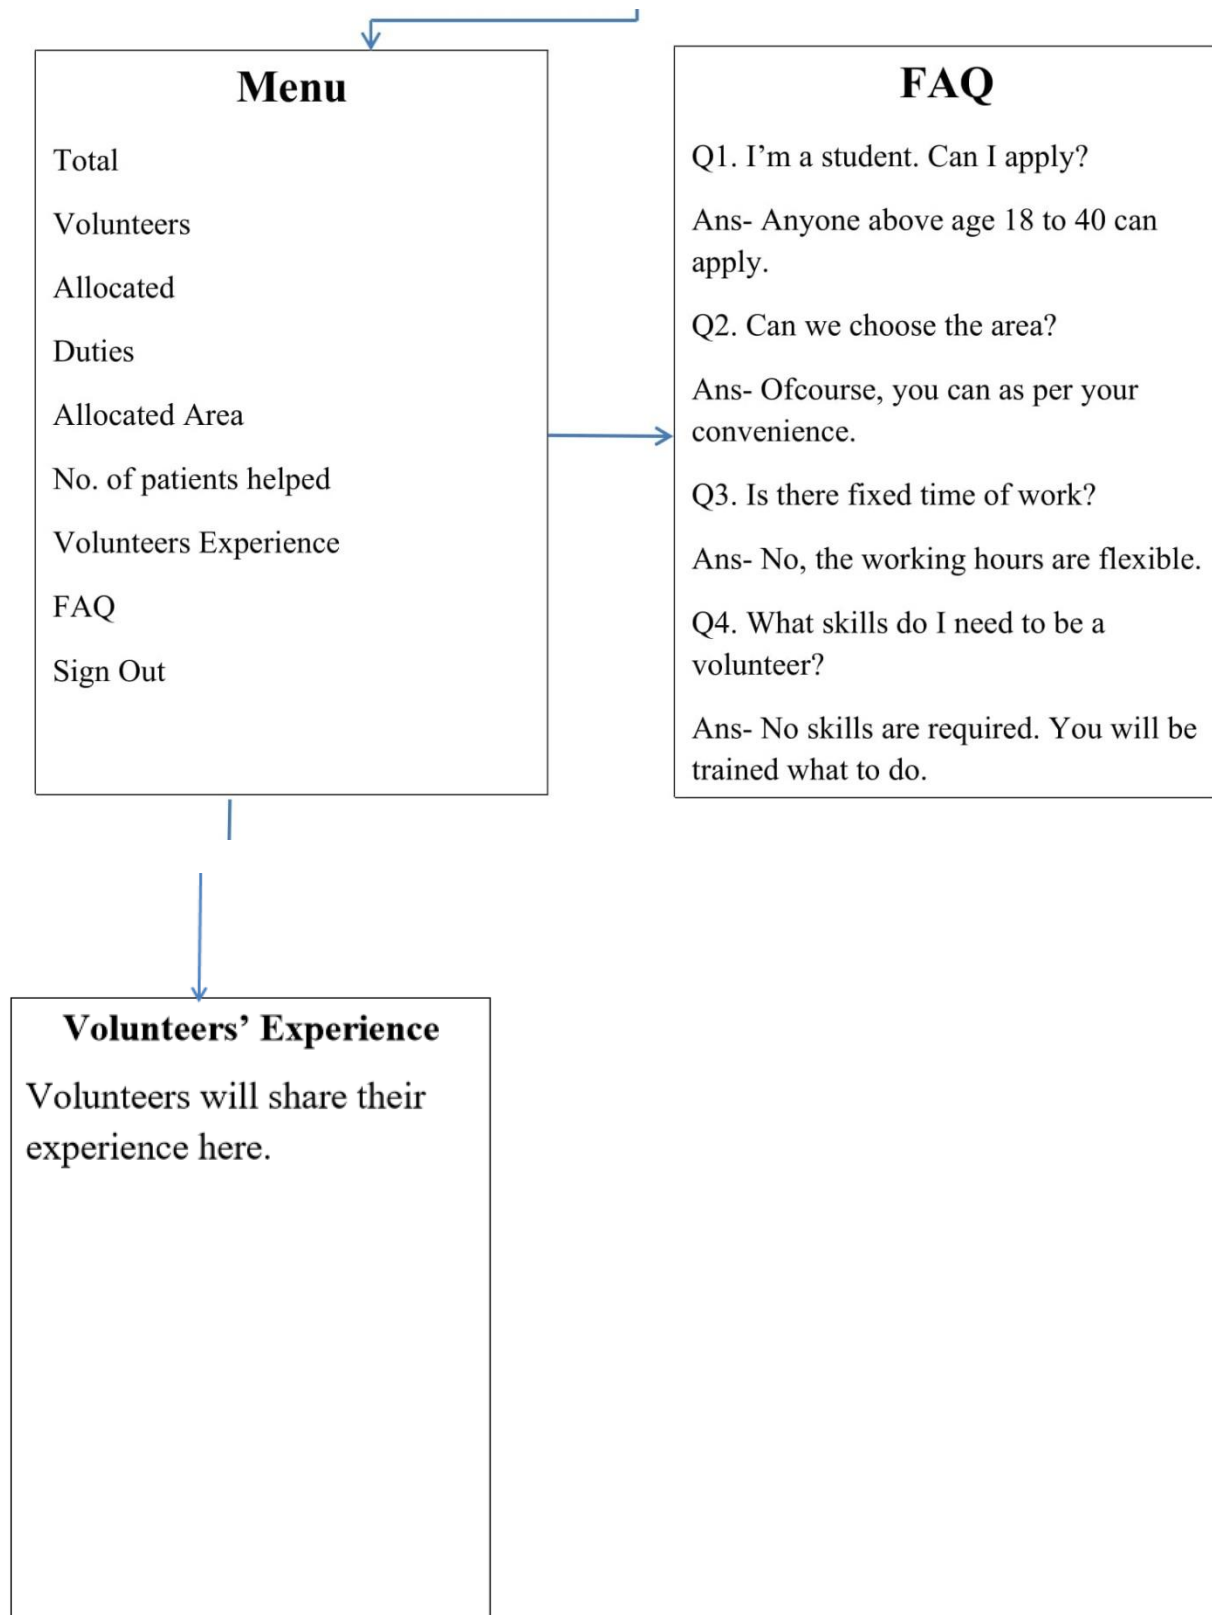 Menu
Total
Volunteers
Allocated
Duties
Allocated Area
No. of patients helped
Volunteers Experience
FAQ
Sign Out
FAQ
Q1. I’m a student. Can I apply?
Ans- Anyone above age 18 to 40 can
apply.
Q2. Can we choose the area?
Ans- Ofcourse, you can as per your
convenience.
Q3. Is there fixed time of work?
Ans- No, the working hours are flexible.
Q4. What skills do I need to be a
volunteer?
Ans- No skills are required. You will be
trained what to do.
Volunteers’ Experience
Volunteers will share their
experience here.